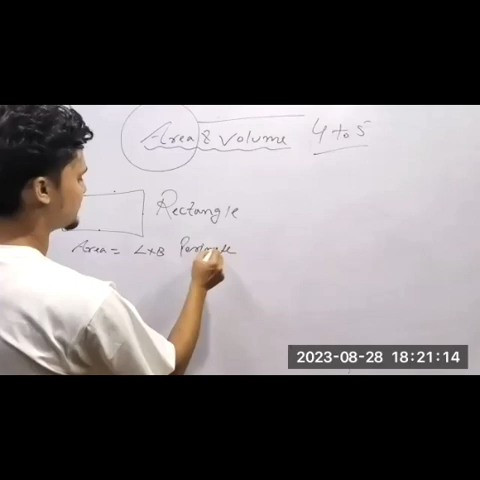 Area & Volume 4 to 5
Rectangle
Area = L×B
2023-08-28 18:21:14